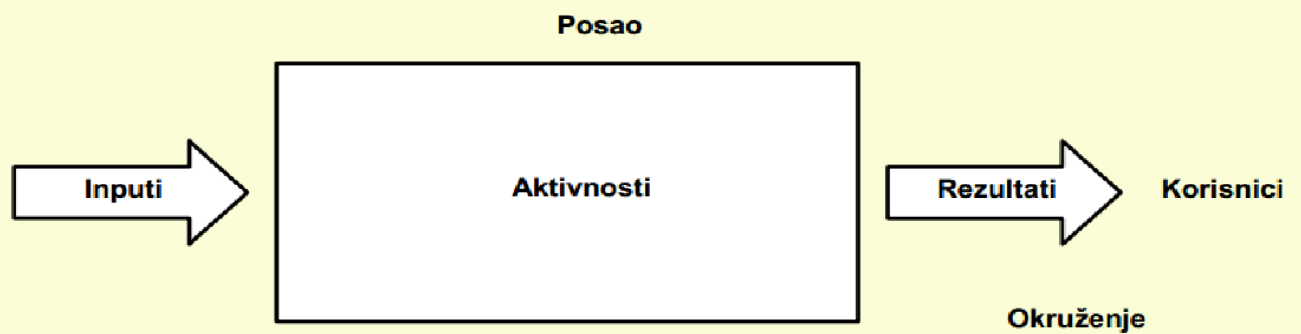 Posao
Inputi
Aktivnosti
Rezultati
Korisnici
Okruženje